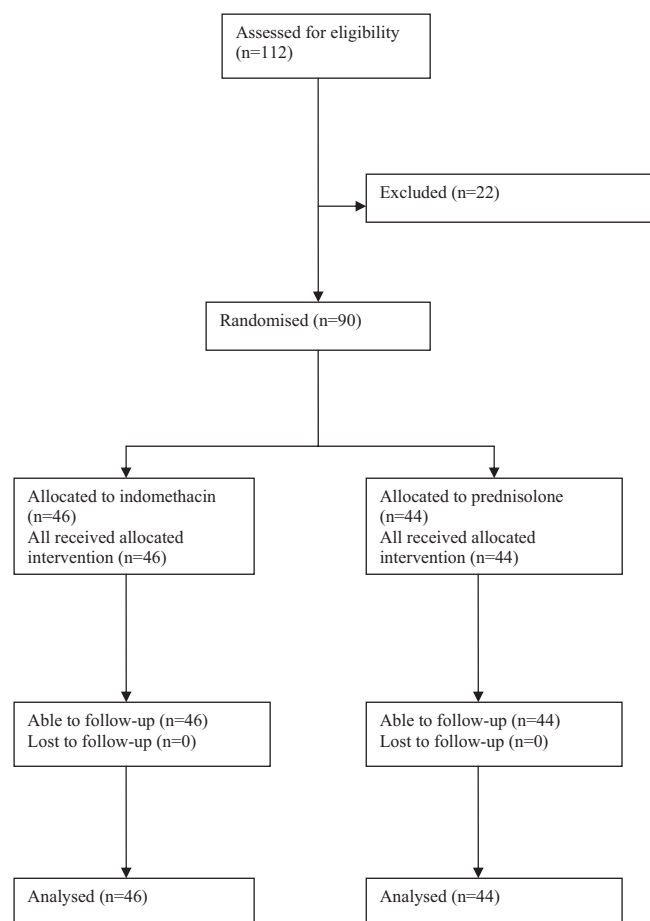 Assessed for eligibility
(n=112)
Excluded (n=22)
Randomised (n=90)
Allocated to indomethacin
(n=46)
All received allocated
intervention (n=46)
Allocated to prednisolone
(n=44)
All received allocated
intervention (n=44)
Able to follow-up (n=46)
Lost to follow-up (n=0)
Able to follow-up (n=44)
Lost to follow-up (n=0)
Analysed (n=46)
Analysed (n=44)